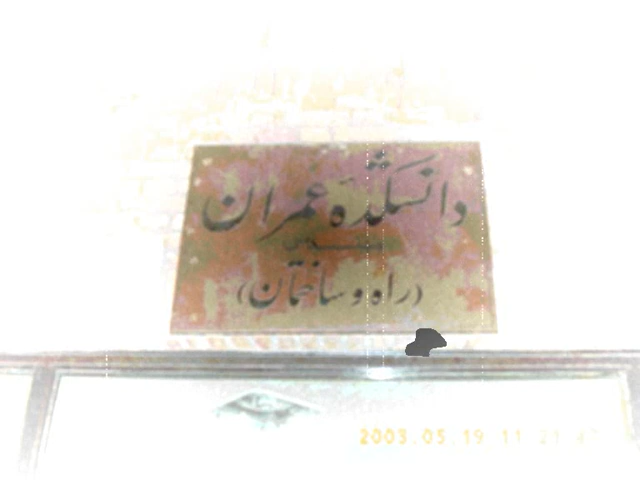 دانشکده عمران
(راه و ساختمان)
2003.05.19 11 21